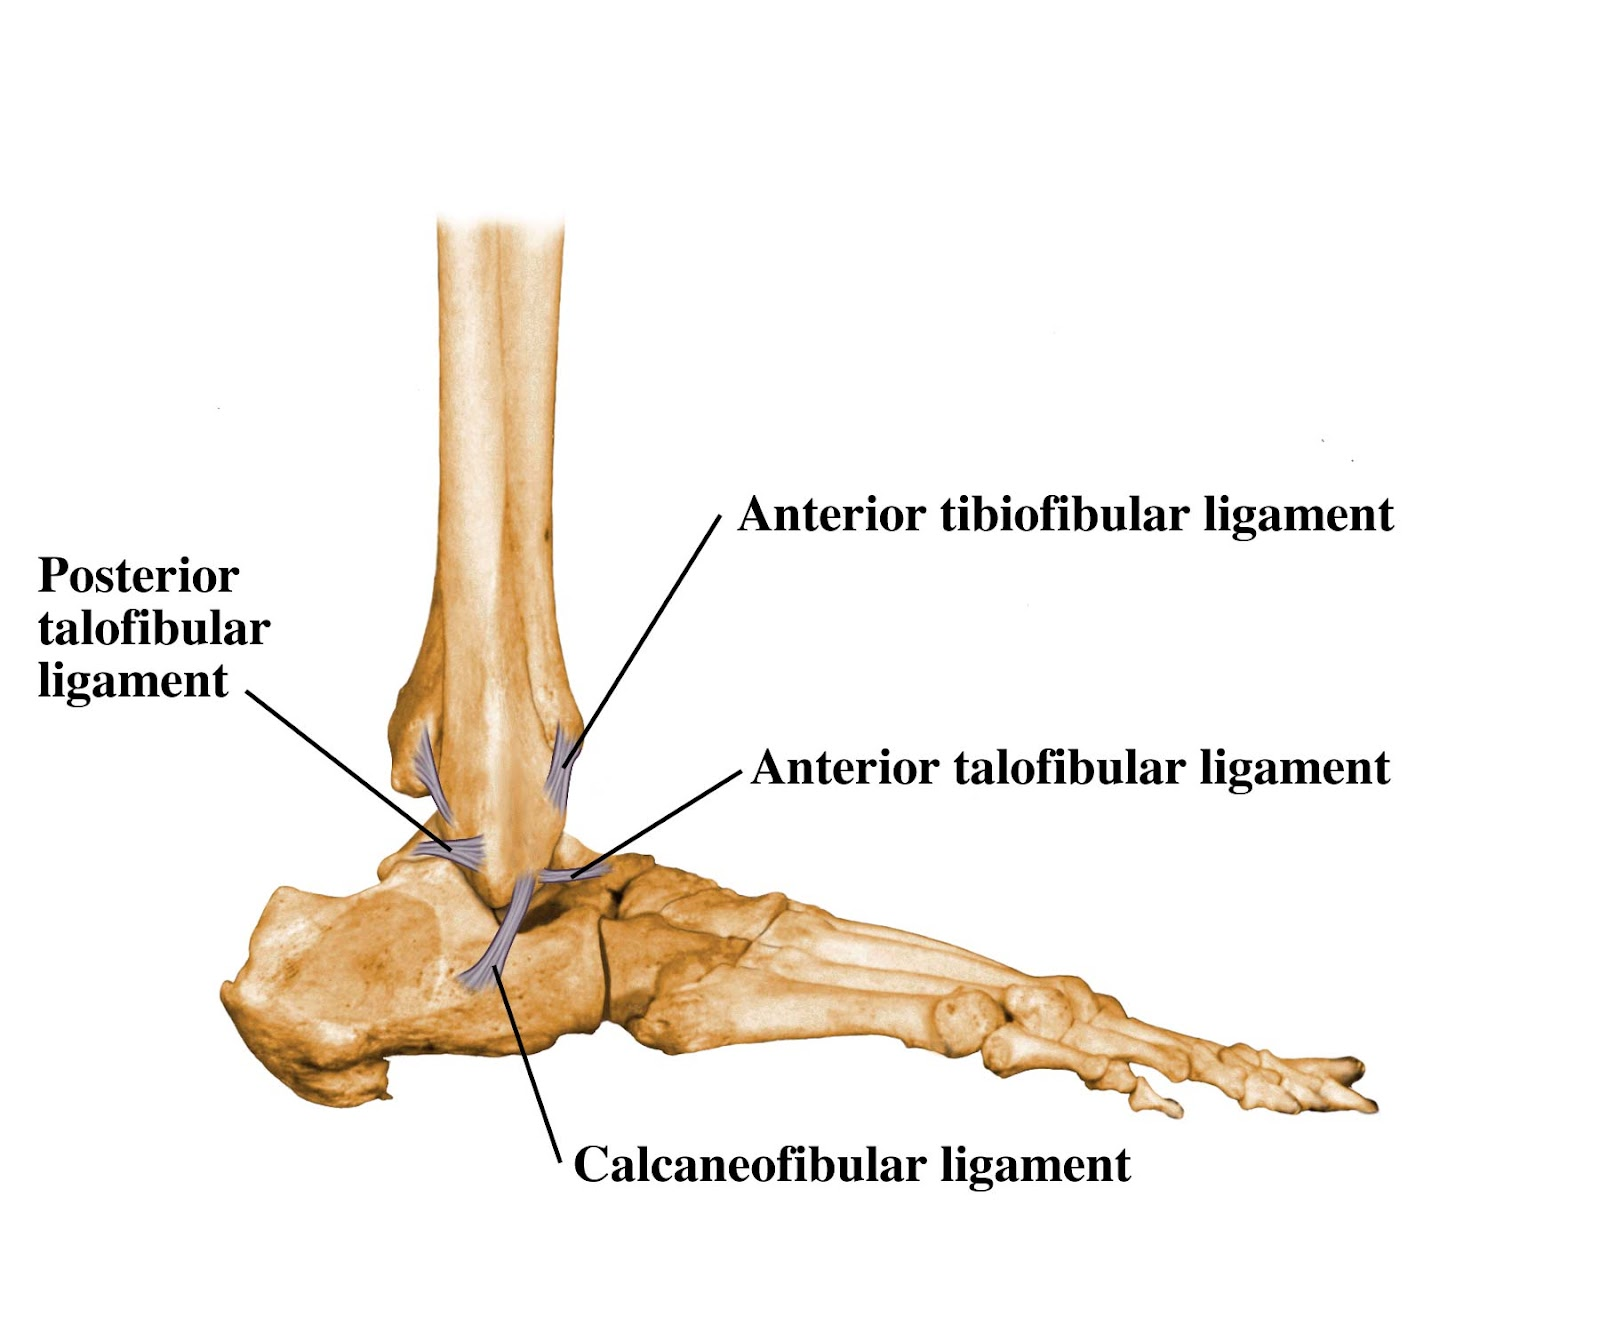 Anterior tibiofibular ligament
Posterior
talofibular
ligament
Anterior talofibular ligament
Calcaneofibular ligament